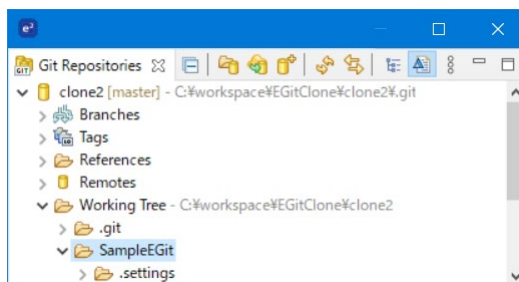 e²
Git Repositories
clone2 [master] - C:¥workspace¥EGitClone¥clone2¥.git
Branches
Tags
References
Remotes
Working Tree - C:¥workspace¥EGitClone¥clone2
.git
SampleEGit
.settings